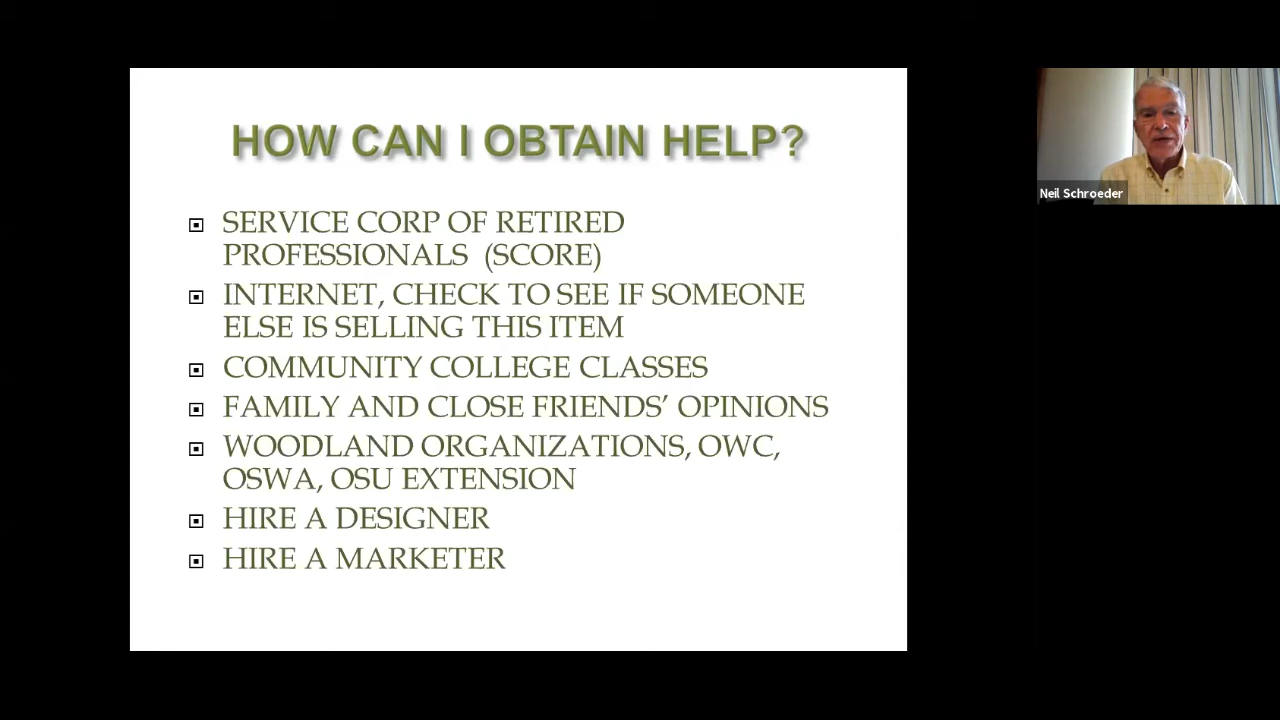 HOW CAN I OBTAIN HELP?
SERVICE CORP OF RETIRED
PROFESSIONALS (SCORE)
INTERNET, CHECK TO SEE IF SOMEONE
ELSE IS SELLING THIS ITEM
COMMUNITY COLLEGE CLASSES
FAMILY AND CLOSE FRIENDS' OPINIONS
WOODLAND ORGANIZATIONS, OWC,
OSWA, OSU EXTENSION
HIRE A DESIGNER
HIRE A MARKETER
Neil Schroeder